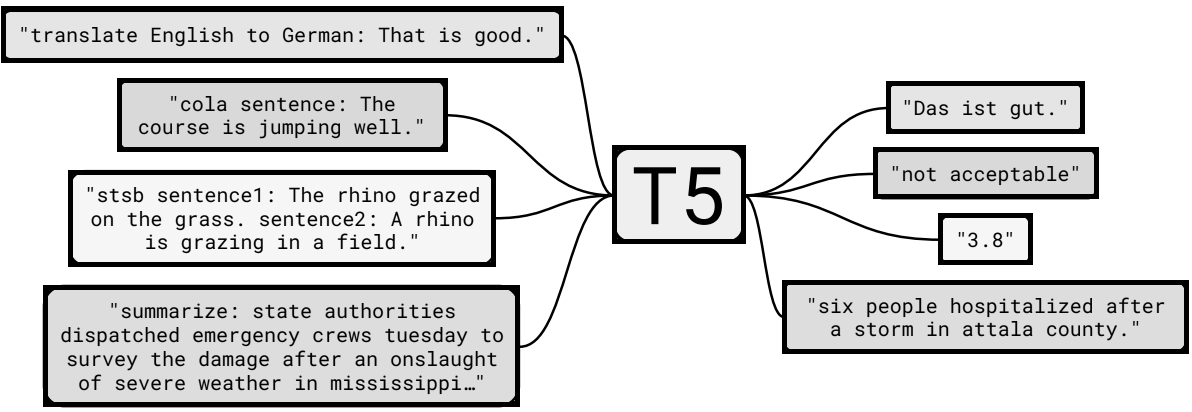 "translate English to German: That is good."
"cola sentence: The
course is jumping well."
"stsb sentence1: The rhino grazed
on the grass. sentence2: A rhino
is grazing in a field."
"summarize: state authorities
dispatched emergency crews tuesday to
survey the damage after an onslaught
of severe weather in mississippi…"
T5
"Das ist gut."
"not acceptable"
"3.8"
"six people hospitalized after
a storm in attala county."